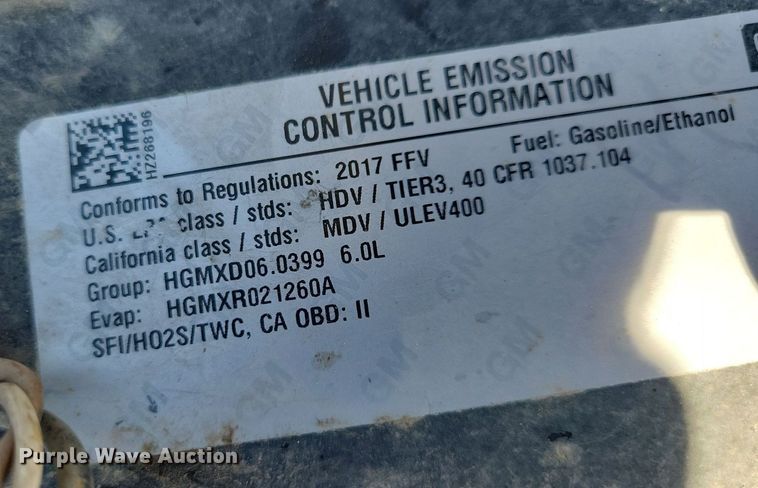 VEHICLE EMISSION
CONTROL INFORMATION
HZ268196
Conforms to Regulations: 2017 FFV Fuel: Gasoline/Ethanol
U.S. class / stds: HDV / TIER3, 40 CFR 1037.104
California class / stds: MDV / ULEV400
Group: HGMXD06.0399 6.0L
Evap: HGMXR021260A
SFI/HO2S/TWC, CA OBD: II
GM
Purple Wave Auction